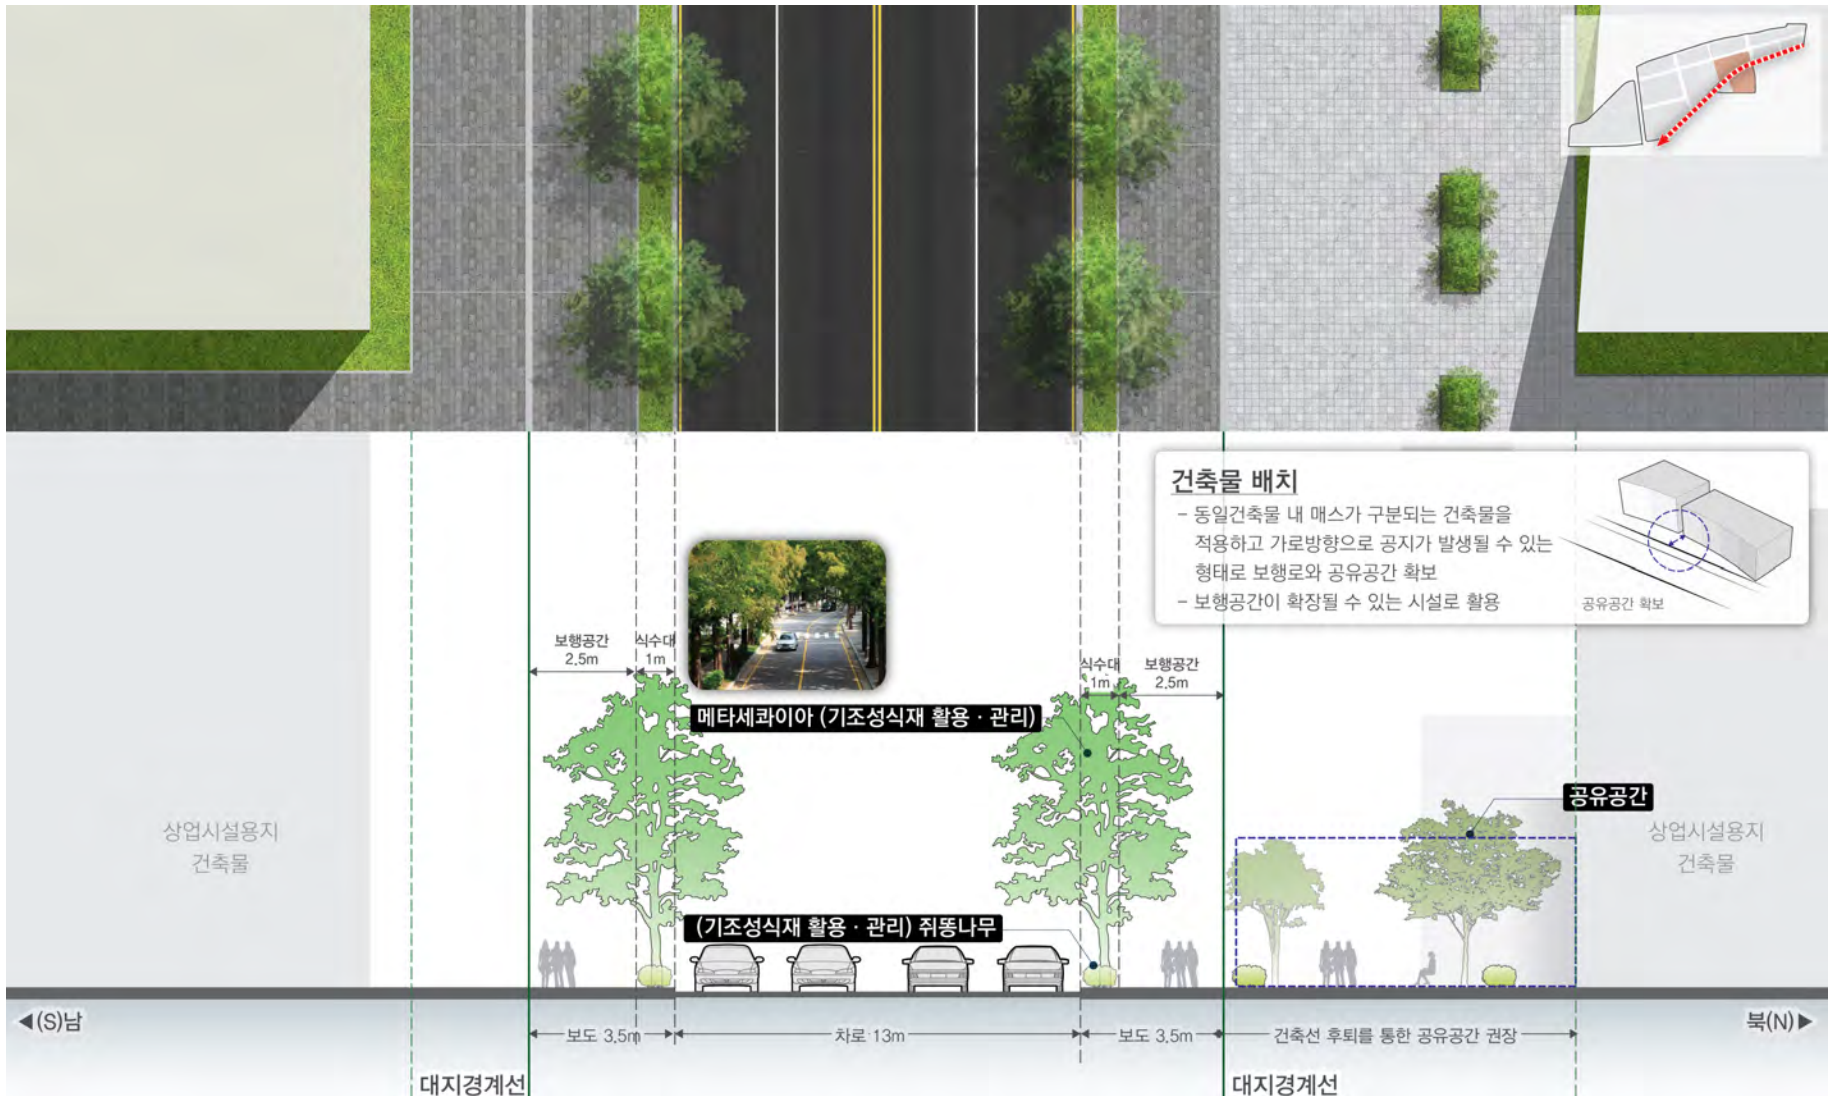 건축물 배치
- 동일건축물 내 매스가 구분되는 건축물을
적용하고 가로방향으로 공지가 발생될 수 있는
형태로 보행로와 공유공간 확보
- 보행공간이 확장될 수 있는 시설로 활용
공유공간 확보
보행공간
2.5m
식수대
1m
식수대
1m
보행공간
2.5m
메타세콰이아 (기조성식재 활용 · 관리)
공유공간
상업시설용지
건축물
상업시설용지
건축물
(기조성식재 활용 · 관리) 쥐똥나무
◀(S)남
북(N)▶
보도 3.5m
차로 13m
보도 3.5m
건축선 후퇴를 통한 공유공간 권장
대지경계선
대지경계선